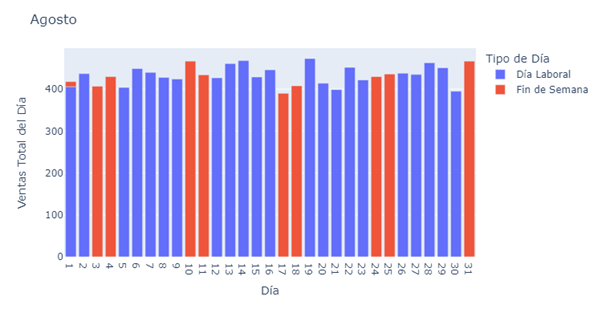 Agosto
Tipo de Día
Día Laboral
Fin de Semana
Ventas Total del Día
400
300
200
100
0
1 2 3 4 5 6 7 8 9 10 11 12 13 14 15 16 17 18 19 20 21 22 23 24 25 26 27 28 29 30 31
Día